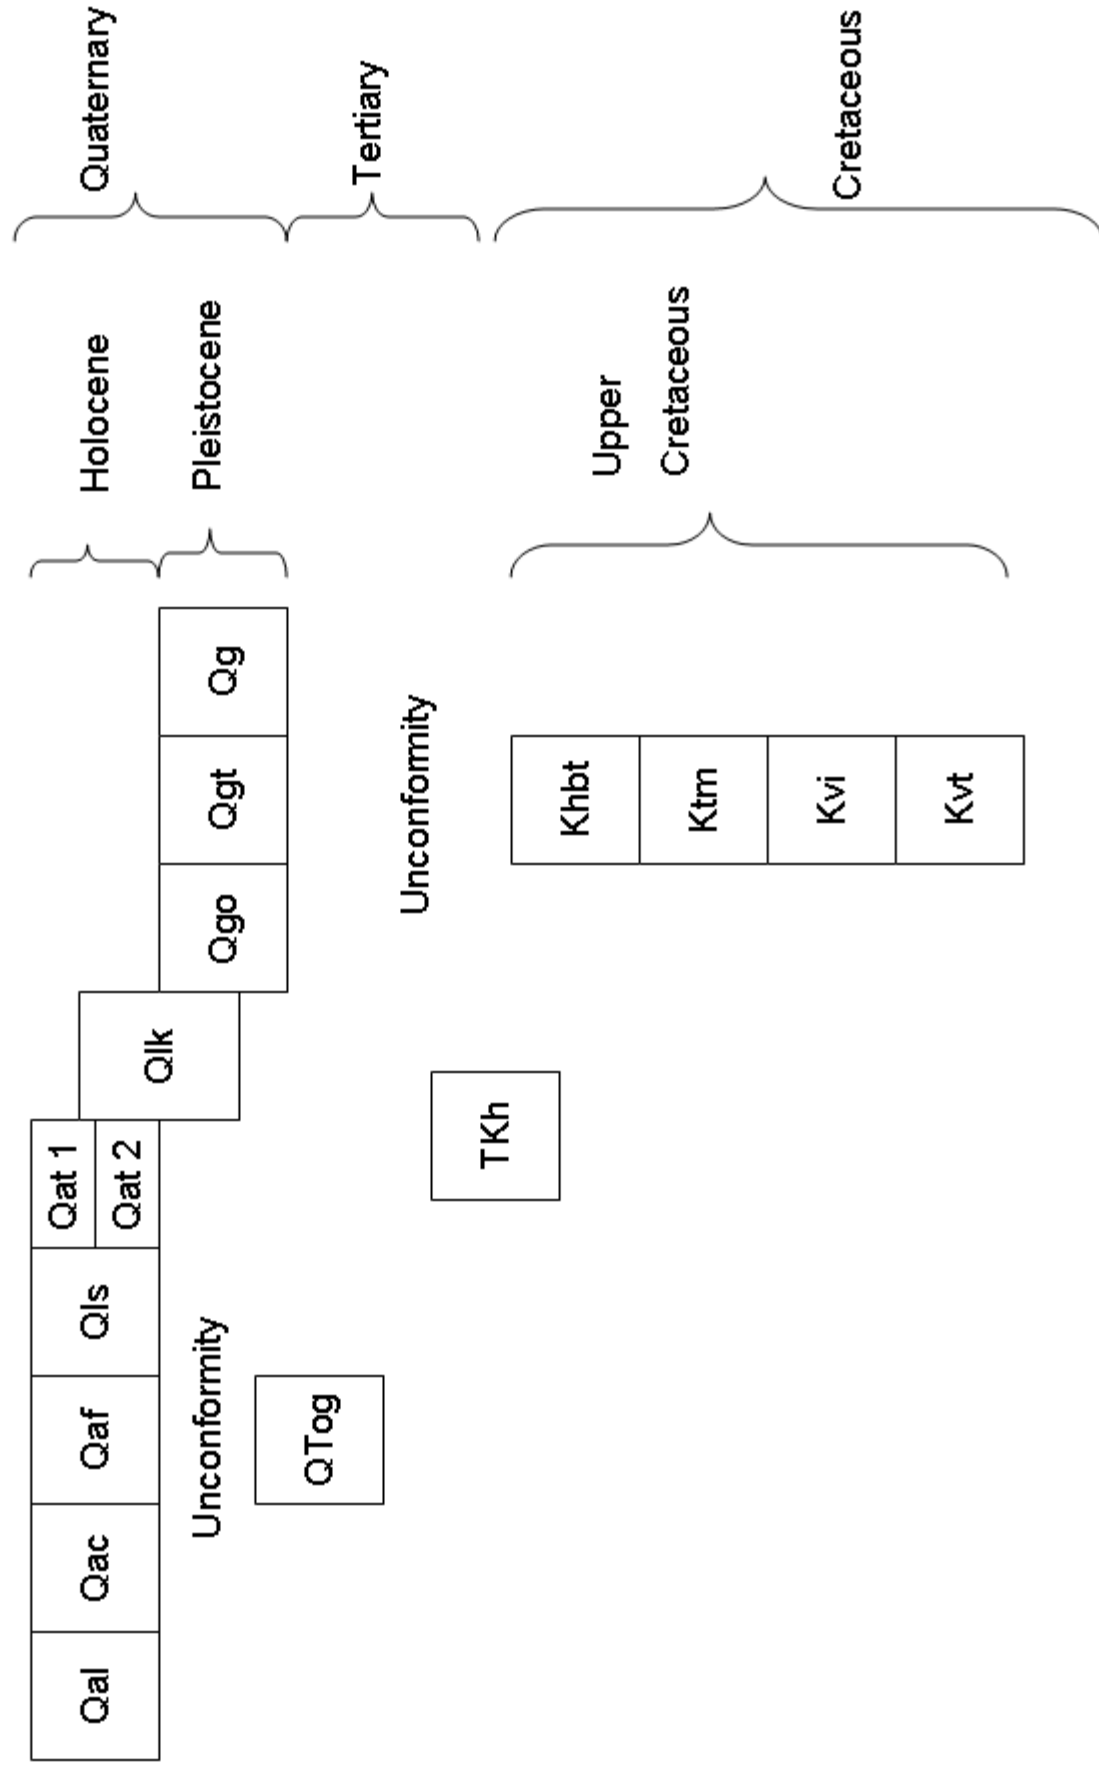 Qal
Qac
Qaf
Qls
Qat 1
Qat 2
Qlk
Qgo
Qgt
Qg
Holocene
Pleistocene
Quaternary
Unconformity
QTog
Tertiary
TKh
Unconformity
Khbt
Ktm
Kvi
Kvt
Upper
Cretaceous
Cretaceous